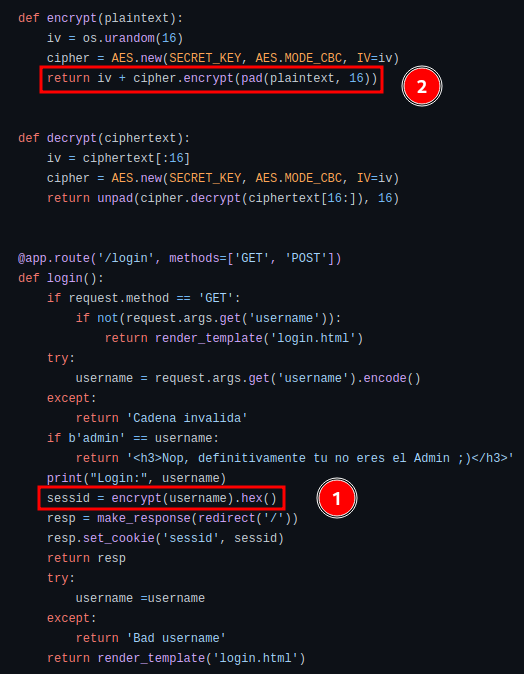 def encrypt(plaintext):
    iv = os.urandom(16)
    cipher = AES.new(SECRET_KEY, AES.MODE_CBC, IV=iv)
    return iv + cipher.encrypt(pad(plaintext, 16))
2
def decrypt(ciphertext):
    iv = ciphertext[:16]
    cipher = AES.new(SECRET_KEY, AES.MODE_CBC, IV=iv)
    return unpad(cipher.decrypt(ciphertext[16:]), 16)
@app.route('/login', methods=['GET', 'POST'])
def login():
    if request.method == 'GET':
        if not(request.args.get('username')):
            return render_template('login.html')
    try:
        username = request.args.get('username').encode()
    except:
        return 'Cadena invalida'
    if b'admin' == username:
        return '<h3>Nop, definitivamente tu no eres el Admin ;)</h3>'
    print("Login:", username)
    sessid = encrypt(username).hex()
1
    resp = make_response(redirect('/'))
    resp.set_cookie('sessid', sessid)
    return resp
    try:
        username =username
    except:
        return 'Bad username'
    return render_template('login.html')